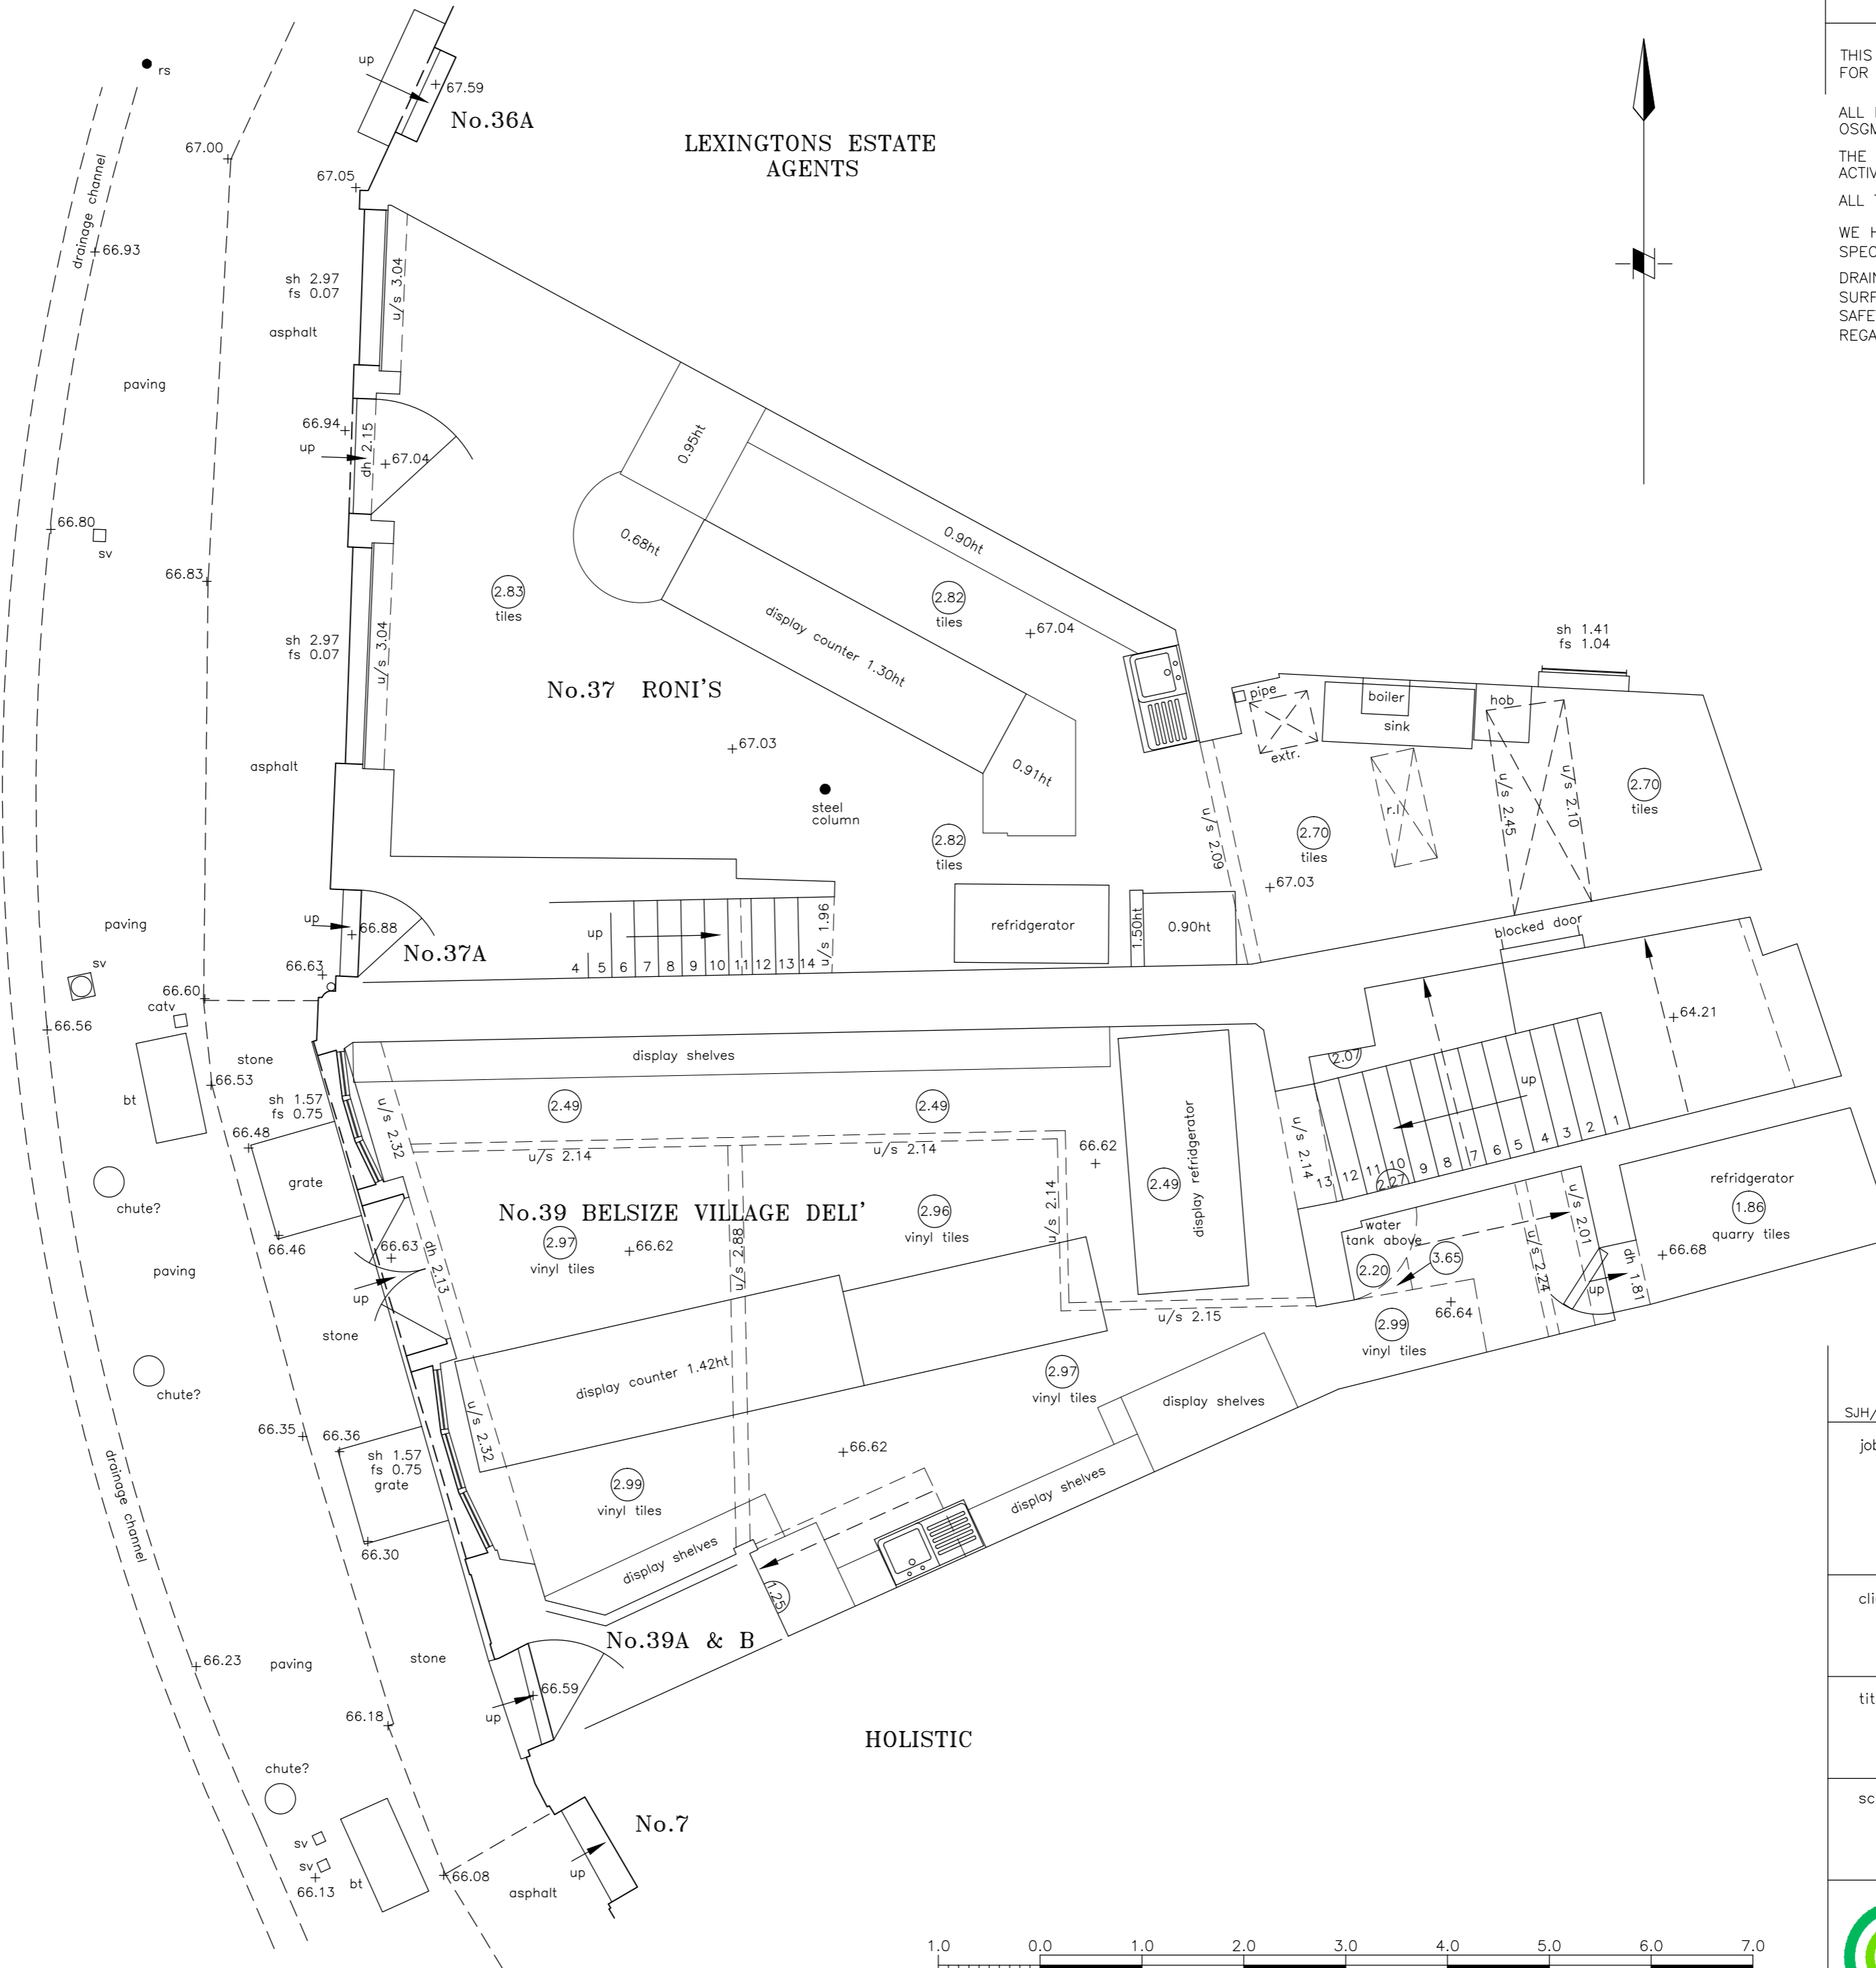 rs
up
67.59
No.36A
LEXINGTONS ESTATE
AGENTS
67.00
drainage channel
67.05
66.93
sh 2.97
fs 0.07
u/s 3.04
asphalt
paving
66.94
up
dh 2.15
67.04
0.95ht
66.80
sv
0.68ht
0.90ht
66.83
2.83
tiles
2.82
tiles
67.04
display counter 1.30ht
sh 2.97
fs 0.07
u/s 3.04
No.37 RONI'S
sh 1.41
fs 1.04
pipe
boiler
hob
sink
extr.
67.03
asphalt
0.91ht
steel
column
r.l
u/s 2.45
u/s 2.10
2.70
tiles
2.82
tiles
u/s 2.09
2.70
tiles
67.03
paving
up
66.88
No.37A
up
4 5 6 7 8 9 10 11 12 13 14
u/s 1.96
refridgerator
1.50ht
0.90ht
blocked door
sv
66.63
66.60
catv
66.56
64.21
stone
display shelves
2.07
66.53
bt
sh 1.57
fs 0.75
u/s 2.32
2.49
2.49
up
66.48
u/s 2.14
u/s 2.14
66.62
u/s 2.14
13 12 11 10 9 8 7 6 5 4 3 2 1
2.27
grate
chute?
2.49
display refridgerator
u/s 2.14
refridgerator
1.86
quarry tiles
No.39 BELSIZE VILLAGE DELI'
2.96
vinyl tiles
66.46
66.63
dh 2.13
2.97
vinyl tiles
66.62
u/s 2.88
water
tank above
2.20
3.65
u/s 2.01
u/s 2.24
dh 1.81
66.68
paving
up
up
stone
66.64
u/s 2.15
2.99
vinyl tiles
chute?
display counter 1.42ht
2.97
vinyl tiles
display shelves
66.35
66.36
sh 1.57
fs 0.75
grate
u/s 2.32
66.62
drainage channel
2.99
vinyl tiles
display shelves
66.30
display shelves
1.25
No.39A & B
66.23
paving
stone
66.59
up
66.18
HOLISTIC
chute?
No.7
sv
sv
66.13
bt
66.08
up
asphalt
1.0 0.0 1.0 2.0 3.0 4.0 5.0 6.0 7.0
THIS
FOR
ALL
OSGM
THE
ACTIV
ALL
WE H
SPEC
DRAIN
SURF
SAFE
REGA
SJH/
job
cli
tit
sc